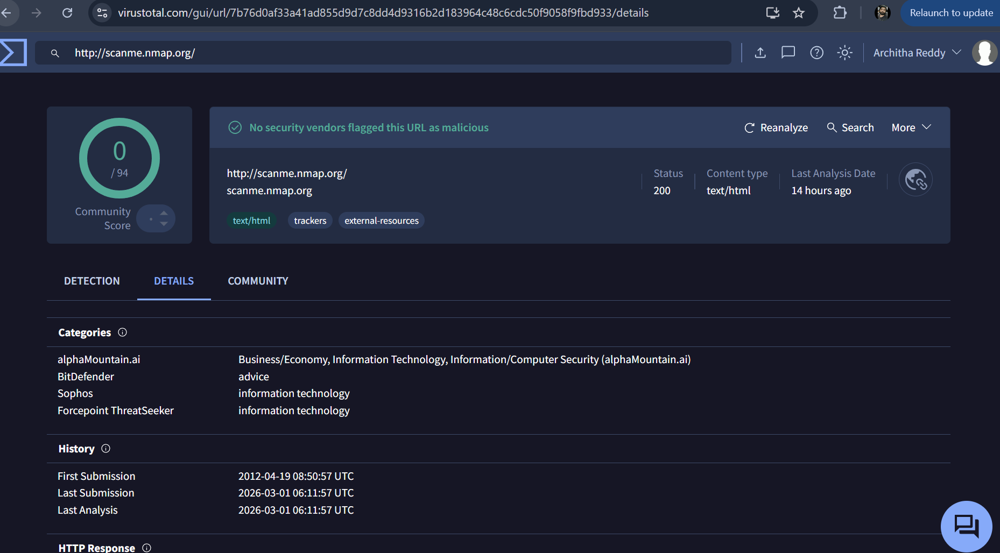 virustotal.com/gui/url/7b76d0af33a41ad855d9d7c8dd4d9316b2d183964c48c6cdc50f9058f9fbd933/details
Relaunch to update
http://scanme.nmap.org/
Architha Reddy
0
/ 94
Community
Score
No security vendors flagged this URL as malicious
Reanalyze
Search
More
http://scanme.nmap.org/
scanme.nmap.org
Status
200
Content type
text/html
Last Analysis Date
14 hours ago
text/html
trackers
external-resources
DETECTION
DETAILS
COMMUNITY
Categories
alphaMountain.ai
Business/Economy, Information Technology, Information/Computer Security (alphaMountain.ai)
BitDefender
advice
Sophos
information technology
Forcepoint ThreatSeeker
information technology
History
First Submission
2012-04-19 08:50:57 UTC
Last Submission
2026-03-01 06:11:57 UTC
Last Analysis
2026-03-01 06:11:57 UTC
HTTP Response